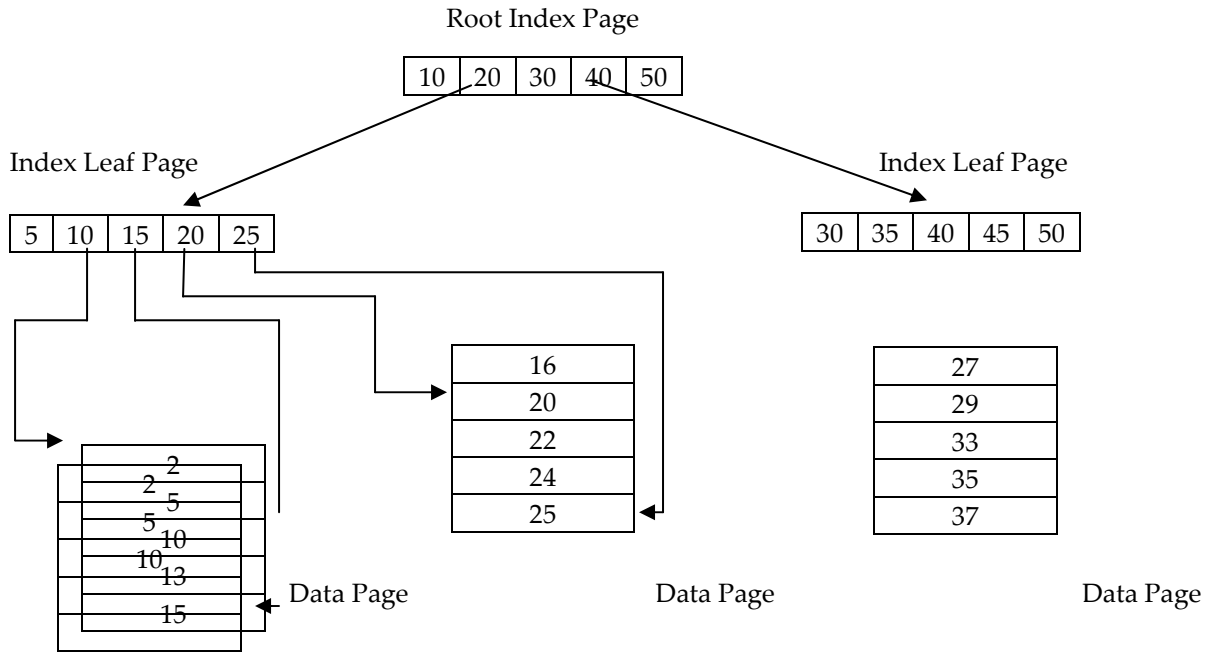 Root Index Page
10 20 30 40 50
Index Leaf Page
Index Leaf Page
5 10 15 20 25
30 35 40 45 50
16
20
22
24
25
27
29
33
35
37
2
2
5
5
10
10
13
15
Data Page
Data Page
Data Page